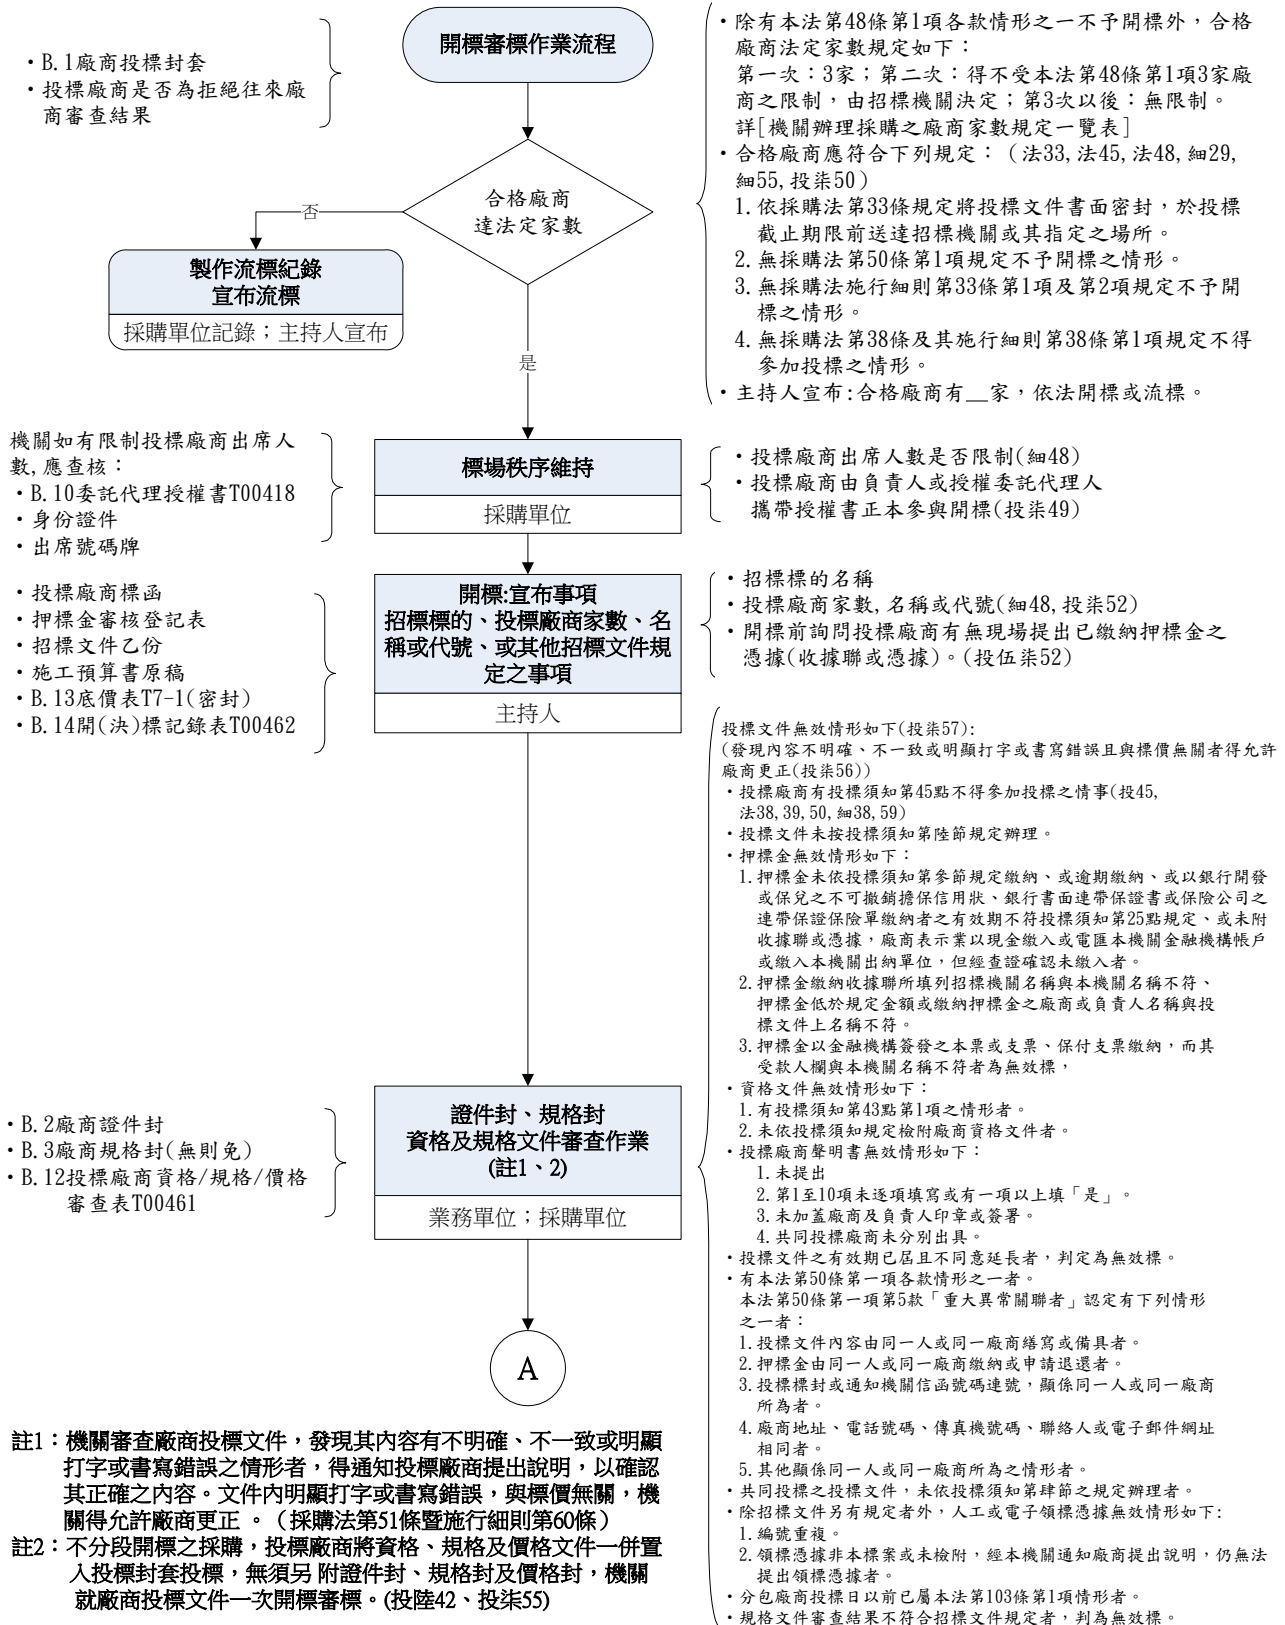 開標審標作業流程
・B.1廠商投標封套
・投標廠商是否為拒絕往來廠
商審查結果
・除有本法第48條第1項各款情形之一不予開標外，合格
廠商法定家數規定如下：
第一次：3家；第二次：得不受本法第48條第1項3家廠
商之限制，由招標機關決定；第3次以後：無限制。
詳[機關辦理採購之廠商家數規定一覽表]
・合格廠商應符合下列規定：（法33,法45,法48,細29,
細55,投柒50）
1.依採購法第33條規定將投標文件書面密封，於投標
截止期限前送達招標機關或其指定之場所。
2.無採購法第50條第1項規定不予開標之情形。
3.無採購法施行細則第33條第1項及第2項規定不予開
標之情形。
4.無採購法第38條及其施行細則第38條第1項規定不得
參加投標之情形。
・主持人宣布:合格廠商有__家，依法開標或流標。
合格廠商
達法定家數
否
製作流標紀錄
宣布流標
採購單位記錄；主持人宣布
是
機關如有限制投標廠商出席人
數,應查核：
・B.10委託代理授權書T00418
・身份證件
・出席號碼牌
標場秩序維持
採購單位
・投標廠商出席人數是否限制(細48)
・投標廠商由負責人或授權委託代理人
攜帶授權書正本參與開標(投柒49)
・投標廠商標函
・押標金審核登記表
・招標文件乙份
・施工預算書原稿
・B.13底價表T7-1(密封)
・B.14開(決)標記錄表T00462
開標:宣布事項
招標標的、投標廠商家數、名
稱或代號、或其他招標文件規
定之事項
主持人
・招標標的名稱
・投標廠商家數,名稱或代號(細48,投柒52)
・開標前詢問投標廠商有無現場提出已繳納押標金之
憑據(收據聯或憑據)。(投伍柒52)
・B.2廠商證件封
・B.3廠商規格封(無則免)
・B.12投標廠商資格/規格/價格
審查表T00461
證件封、規格封
資格及規格文件審查作業
(註1、2)
業務單位；採購單位
投標文件無效情形如下(投柒57):
(發現內容不明確、不一致或明顯打字或書寫錯誤且與標價無關者得允許
廠商更正(投柒56))
・投標廠商有投標須知第45點不得參加投標之情事(投45,
法38,39,50,細38,59)
・投標文件未按投標須知第陸節規定辦理。
・押標金無效情形如下：
1.押標金未依投標須知第參節規定繳納、或逾期繳納、或以銀行開發
或保兌之不可撤銷擔保信用狀、銀行書面連帶保證書或保險公司之
連帶保證保險單繳納者之有效期不符投標須知第25點規定、或未附
收據聯或憑據，廠商表示業以現金繳入或電匯本機關金融機構帳戶
或繳入本機關出納單位，但經查證確認未繳入者。
2.押標金繳納收據聯所填列招標機關名稱與本機關名稱不符、
押標金低於規定金額或繳納押標金之廠商或負責人名稱與投
標文件上名稱不符。
3.押標金以金融機構簽發之本票或支票、保付支票繳納，而其
受款人欄與本機關名稱不符者為無效標，
・資格文件無效情形如下：
1.有投標須知第43點第1項之情形者。
2.未依投標須知規定檢附廠商資格文件者。
・投標廠商聲明書無效情形如下：
1.未提出
2.第1至10項未逐項填寫或有一項以上填「是」。
3.未加蓋廠商及負責人印章或簽署。
4.共同投標廠商未分別出具。
・投標文件之有效期已屆且不同意延長者，判定為無效標。
・有本法第50條第一項各款情形之一者。
本法第50條第一項第5款「重大異常關聯者」認定有下列情形
之一者：
1.投標文件內容由同一人或同一廠商繕寫或備具者。
2.押標金由同一人或同一廠商繳納或申請退還者。
3.投標標封或通知機關信函號碼連號，顯係同一人或同一廠商
所為者。
4.廠商地址、電話號碼、傳真機號碼、聯絡人或電子郵件網址
相同者。
5.其他顯係同一人或同一廠商所為之情形者。
・共同投標之投標文件，未依投標須知第肆節之規定辦理者。
・除招標文件另有規定者外，人工或電子領標憑據無效情形如下:
1.編號重複。
2.領標憑據非本標案或未檢附，經本機關通知廠商提出說明，仍無法
提出領標憑據者。
・分包廠商投標日以前已屬本法第103條第1項情形者。
・規格文件審查結果不符合招標文件規定者，判為無效標。
A
註1：機關審查廠商投標文件，發現其內容有不明確、不一致或明顯
打字或書寫錯誤之情形者，得通知投標廠商提出說明，以確認
其正確之內容。文件內明顯打字或書寫錯誤，與標價無關，機
關得允許廠商更正 。（採購法第51條暨施行細則第60條）
註2：不分段開標之採購，投標廠商將資格、規格及價格文件一併置
入投標封套投標，無須另 附證件封、規格封及價格封，機關
就廠商投標文件一次開標審標。(投陸42、投柒55)